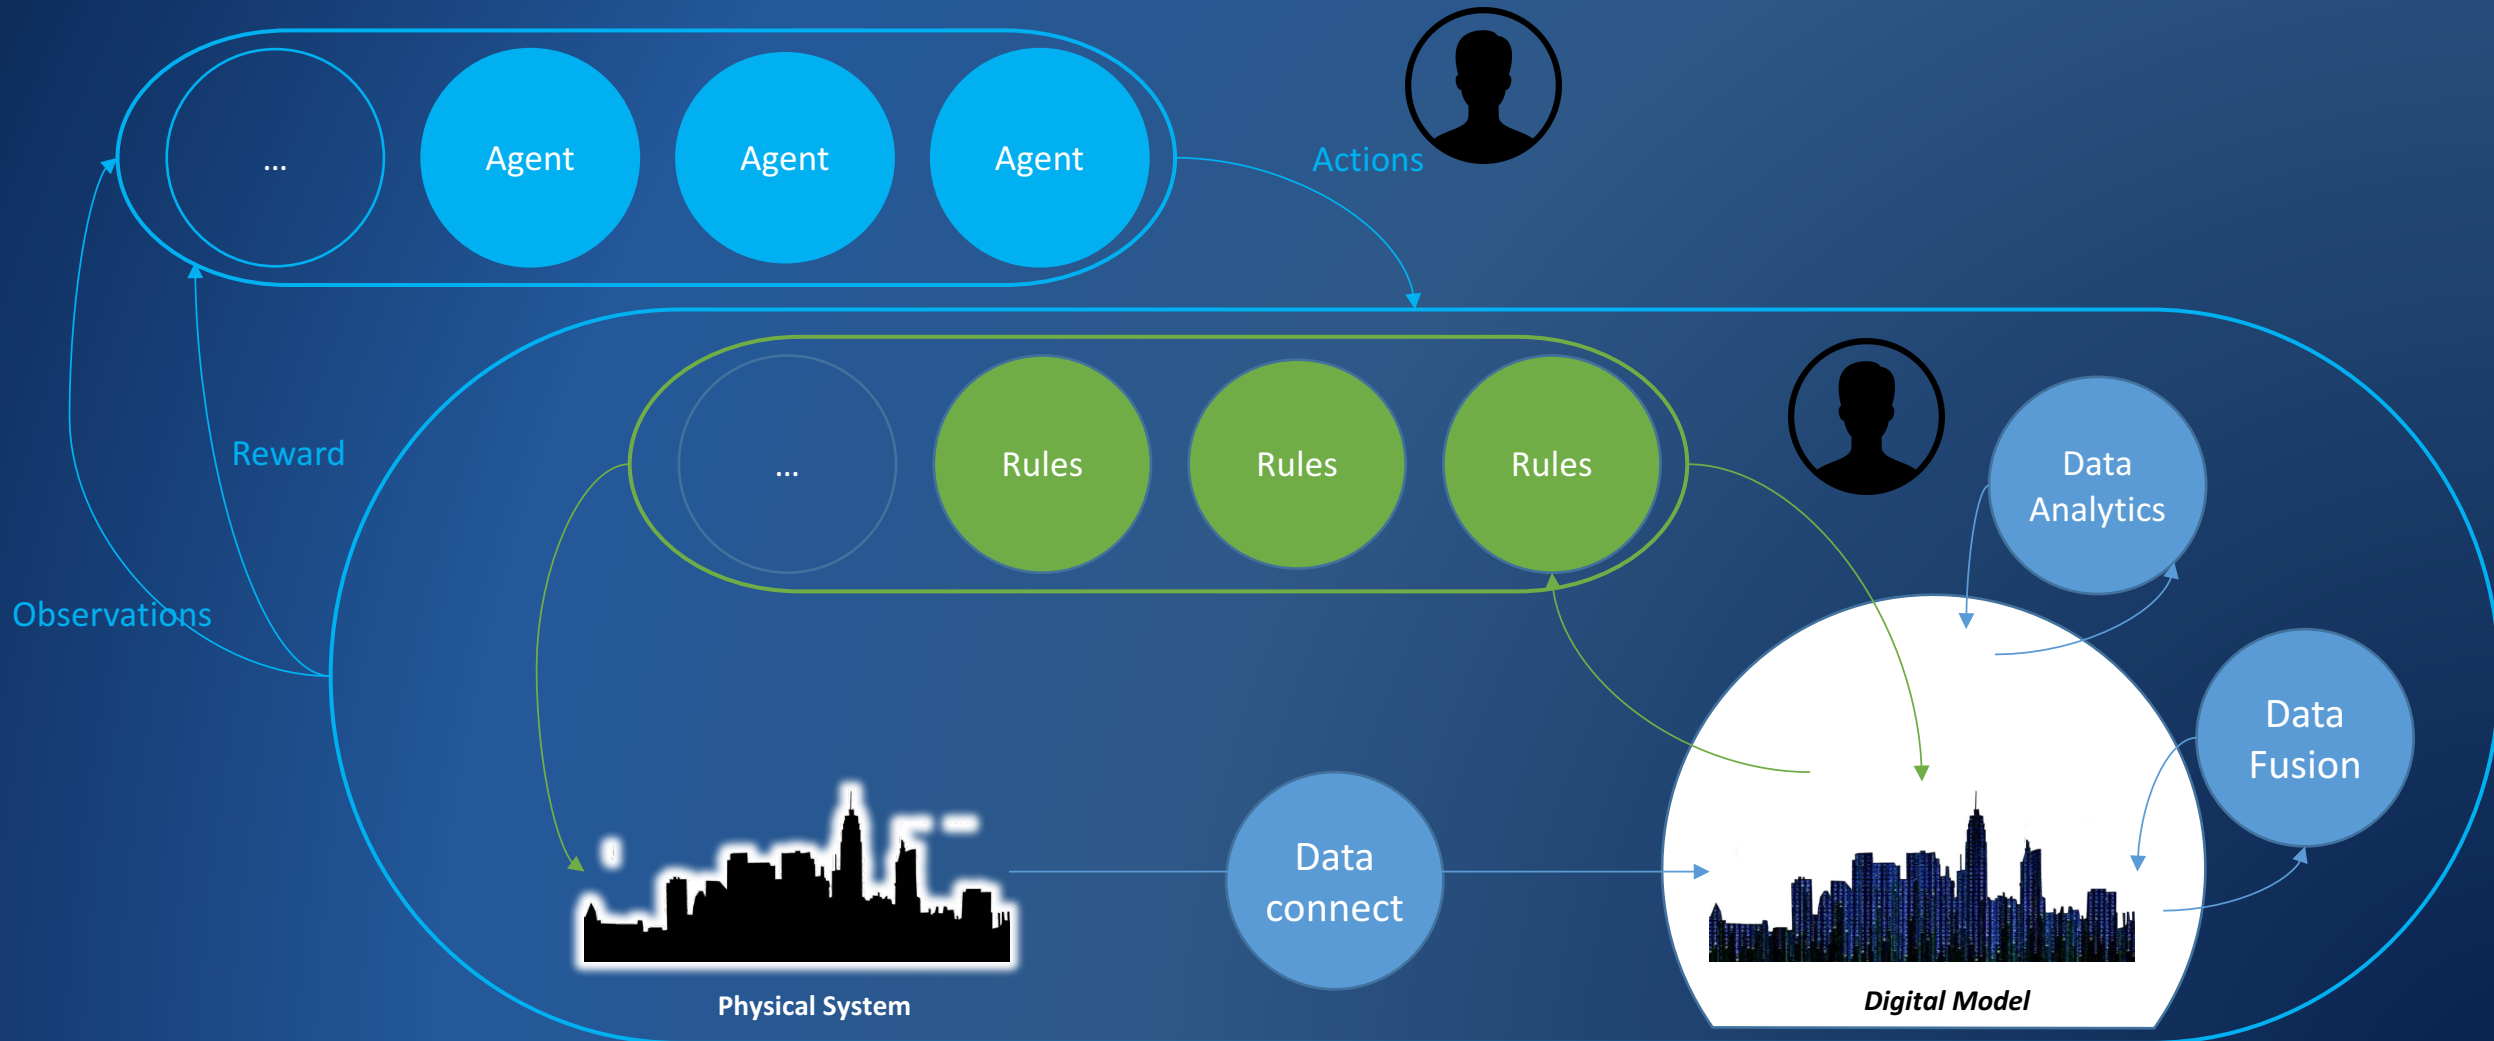 ...
Agent
Agent
Agent
Actions
Reward
Observations
...
Rules
Rules
Rules
Data
Analytics
Data
Fusion
Data
connect
Physical System
Digital Model